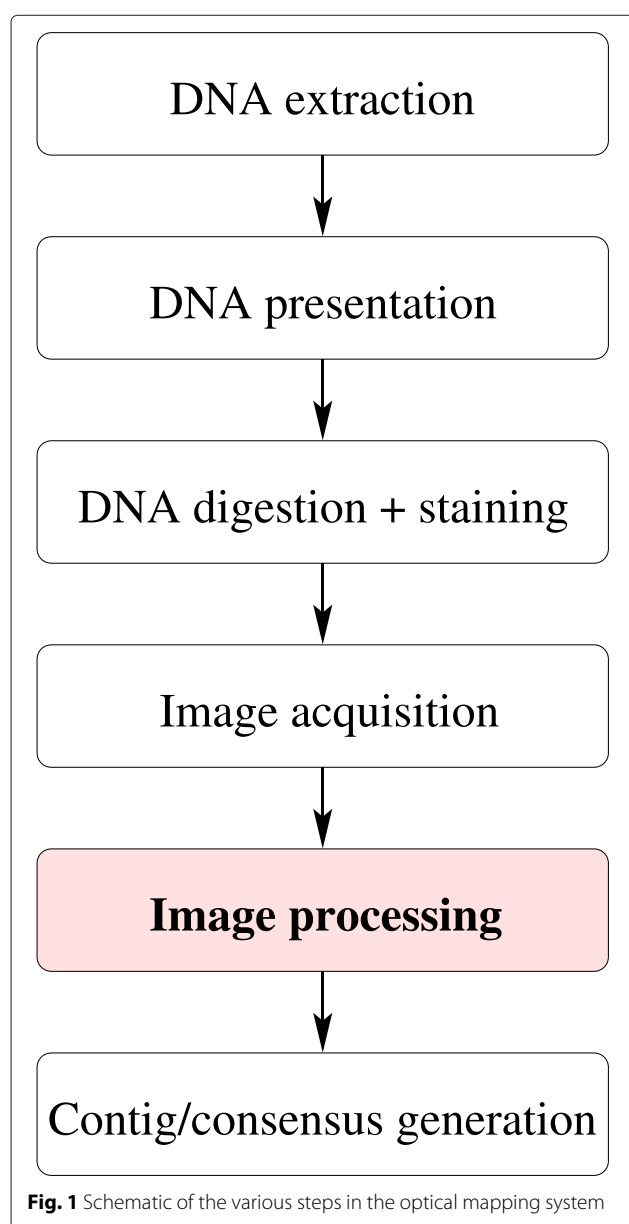 DNA extraction
DNA presentation
DNA digestion + staining
Image acquisition
Image processing
Contig/consensus generation
Fig. 1 Schematic of the various steps in the optical mapping system